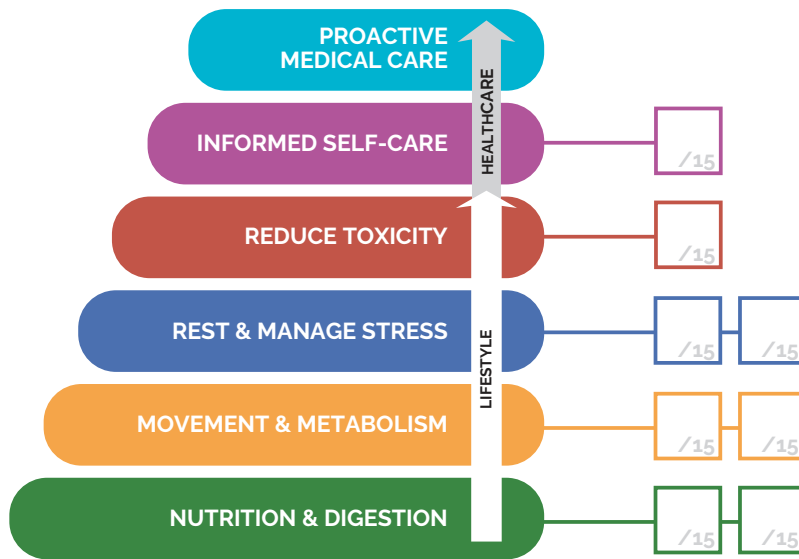 PROACTIVE
MEDICAL CARE
HEALTHCARE
INFORMED SELF-CARE
/15
REDUCE TOXICITY
/15
REST & MANAGE STRESS
/15
/15
LIFESTYLE
MOVEMENT & METABOLISM
/15
/15
NUTRITION & DIGESTION
/15
/15